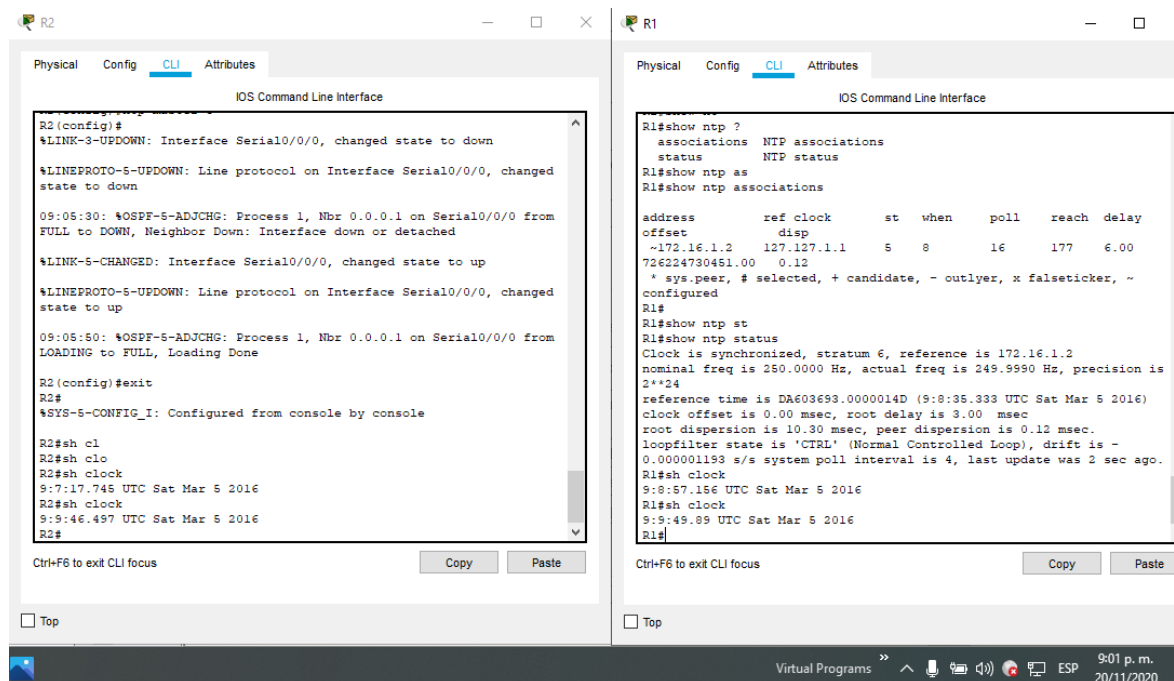 R2
Physical Config CLI Attributes
IOS Command Line Interface
R2(config)#
%LINK-3-UPDOWN: Interface Serial0/0/0, changed state to down
%LINEPROTO-5-UPDOWN: Line protocol on Interface Serial0/0/0, changed
state to down
09:05:30: %OSPF-5-ADJCHG: Process 1, Nbr 0.0.0.1 on Serial0/0/0 from
FULL to DOWN, Neighbor Down: Interface down or detached
%LINK-5-CHANGED: Interface Serial0/0/0, changed state to up
%LINEPROTO-5-UPDOWN: Line protocol on Interface Serial0/0/0, changed
state to up
09:05:50: %OSPF-5-ADJCHG: Process 1, Nbr 0.0.0.1 on Serial0/0/0 from
LOADING to FULL, Loading Done
R2(config)#exit
R2#
%SYS-5-CONFIG_I: Configured from console by console
R2#sh cl
R2#sh clo
R2#sh clock
9:7:17.745 UTC Sat Mar 5 2016
R2#sh clock
9:9:46.497 UTC Sat Mar 5 2016
R2#
Ctrl+F6 to exit CLI focus
Copy Paste
Top
R1
Physical Config CLI Attributes
IOS Command Line Interface
R1#show ntp ?
associations NTP associations
status NTP status
R1#show ntp as
R1#show ntp associations
address ref clock st when poll reach delay
offset disp
~172.16.1.2 127.127.1.1 5 8 16 177 6.00
726224730451.00 0.12
* sys.peer, # selected, + candidate, - outlyer, x falseticker, ~
configured
R1#
R1#show ntp st
R1#show ntp status
Clock is synchronized, stratum 6, reference is 172.16.1.2
nominal freq is 250.0000 Hz, actual freq is 249.9990 Hz, precision is
2**24
reference time is DA603693.0000014D (9:8:35.333 UTC Sat Mar 5 2016)
clock offset is 0.00 msec, root delay is 3.00 msec
root dispersion is 10.30 msec, peer dispersion is 0.12 msec.
loopfilter state is 'CTRL' (Normal Controlled Loop), drift is -
0.000001193 s/s system poll interval is 4, last update was 2 sec ago.
R1#sh clock
9:8:57.156 UTC Sat Mar 5 2016
R1#sh clock
9:9:49.89 UTC Sat Mar 5 2016
R1#
Ctrl+F6 to exit CLI focus
Copy Paste
Top
Virtual Programs
ESP
9:01 p. m.
20/11/2020